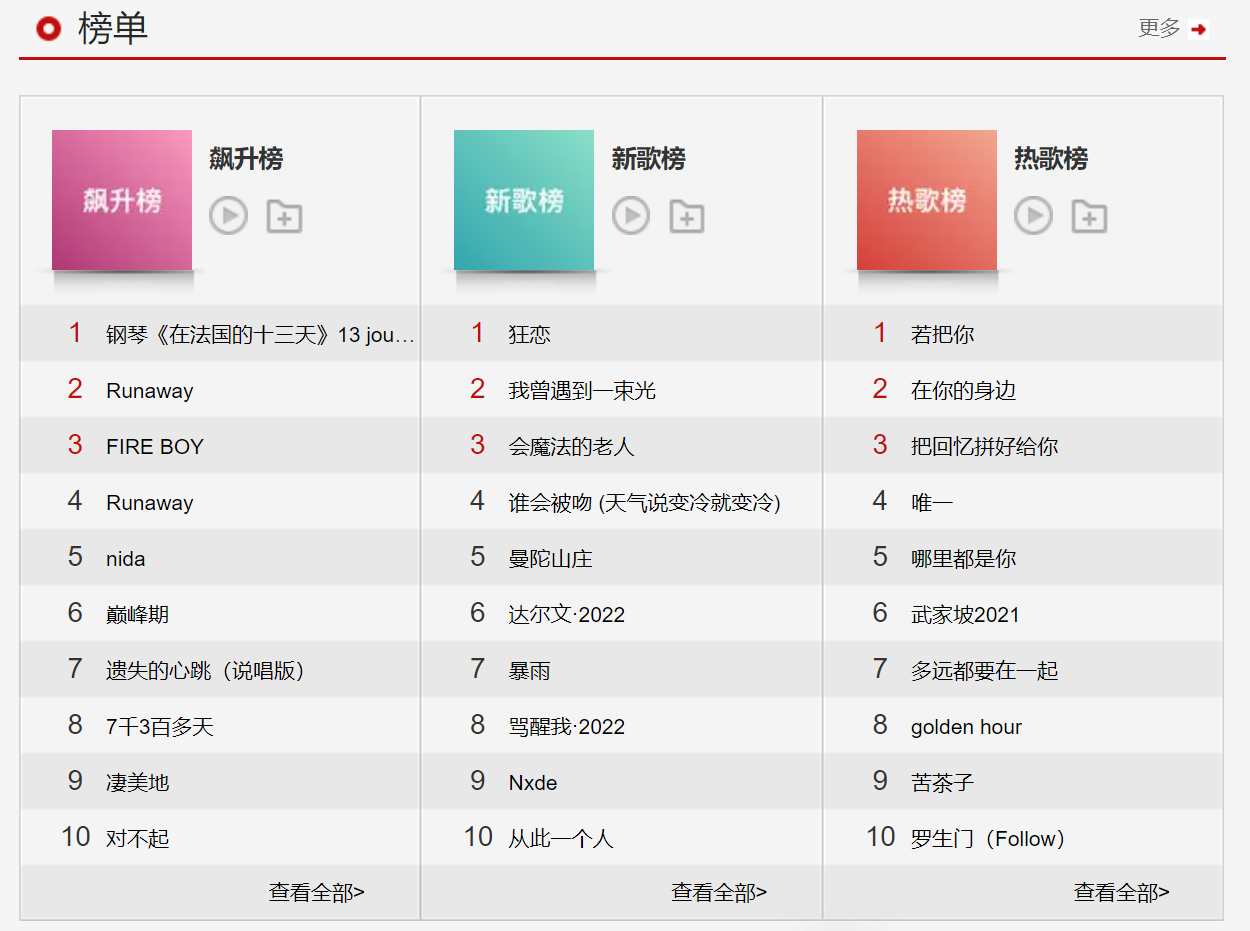 榜单
更多
飙升榜
飙升榜
1 钢琴《在法国的十三天》13 jou…
2 Runaway
3 FIRE BOY
4 Runaway
5 nida
6 巅峰期
7 遗失的心跳（说唱版）
8 7千3百多天
9 凄美地
10 对不起
查看全部>
新歌榜
新歌榜
1 狂恋
2 我曾遇到一束光
3 会魔法的老人
4 谁会被吻 (天气说变冷就变冷)
5 曼陀山庄
6 达尔文·2022
7 暴雨
8 骂醒我·2022
9 Nxde
10 从此一个人
查看全部>
热歌榜
热歌榜
1 若把你
2 在你的身边
3 把回忆拼好给你
4 唯一
5 哪里都是你
6 武家坡2021
7 多远都要在一起
8 golden hour
9 苦茶子
10 罗生门（Follow）
查看全部>